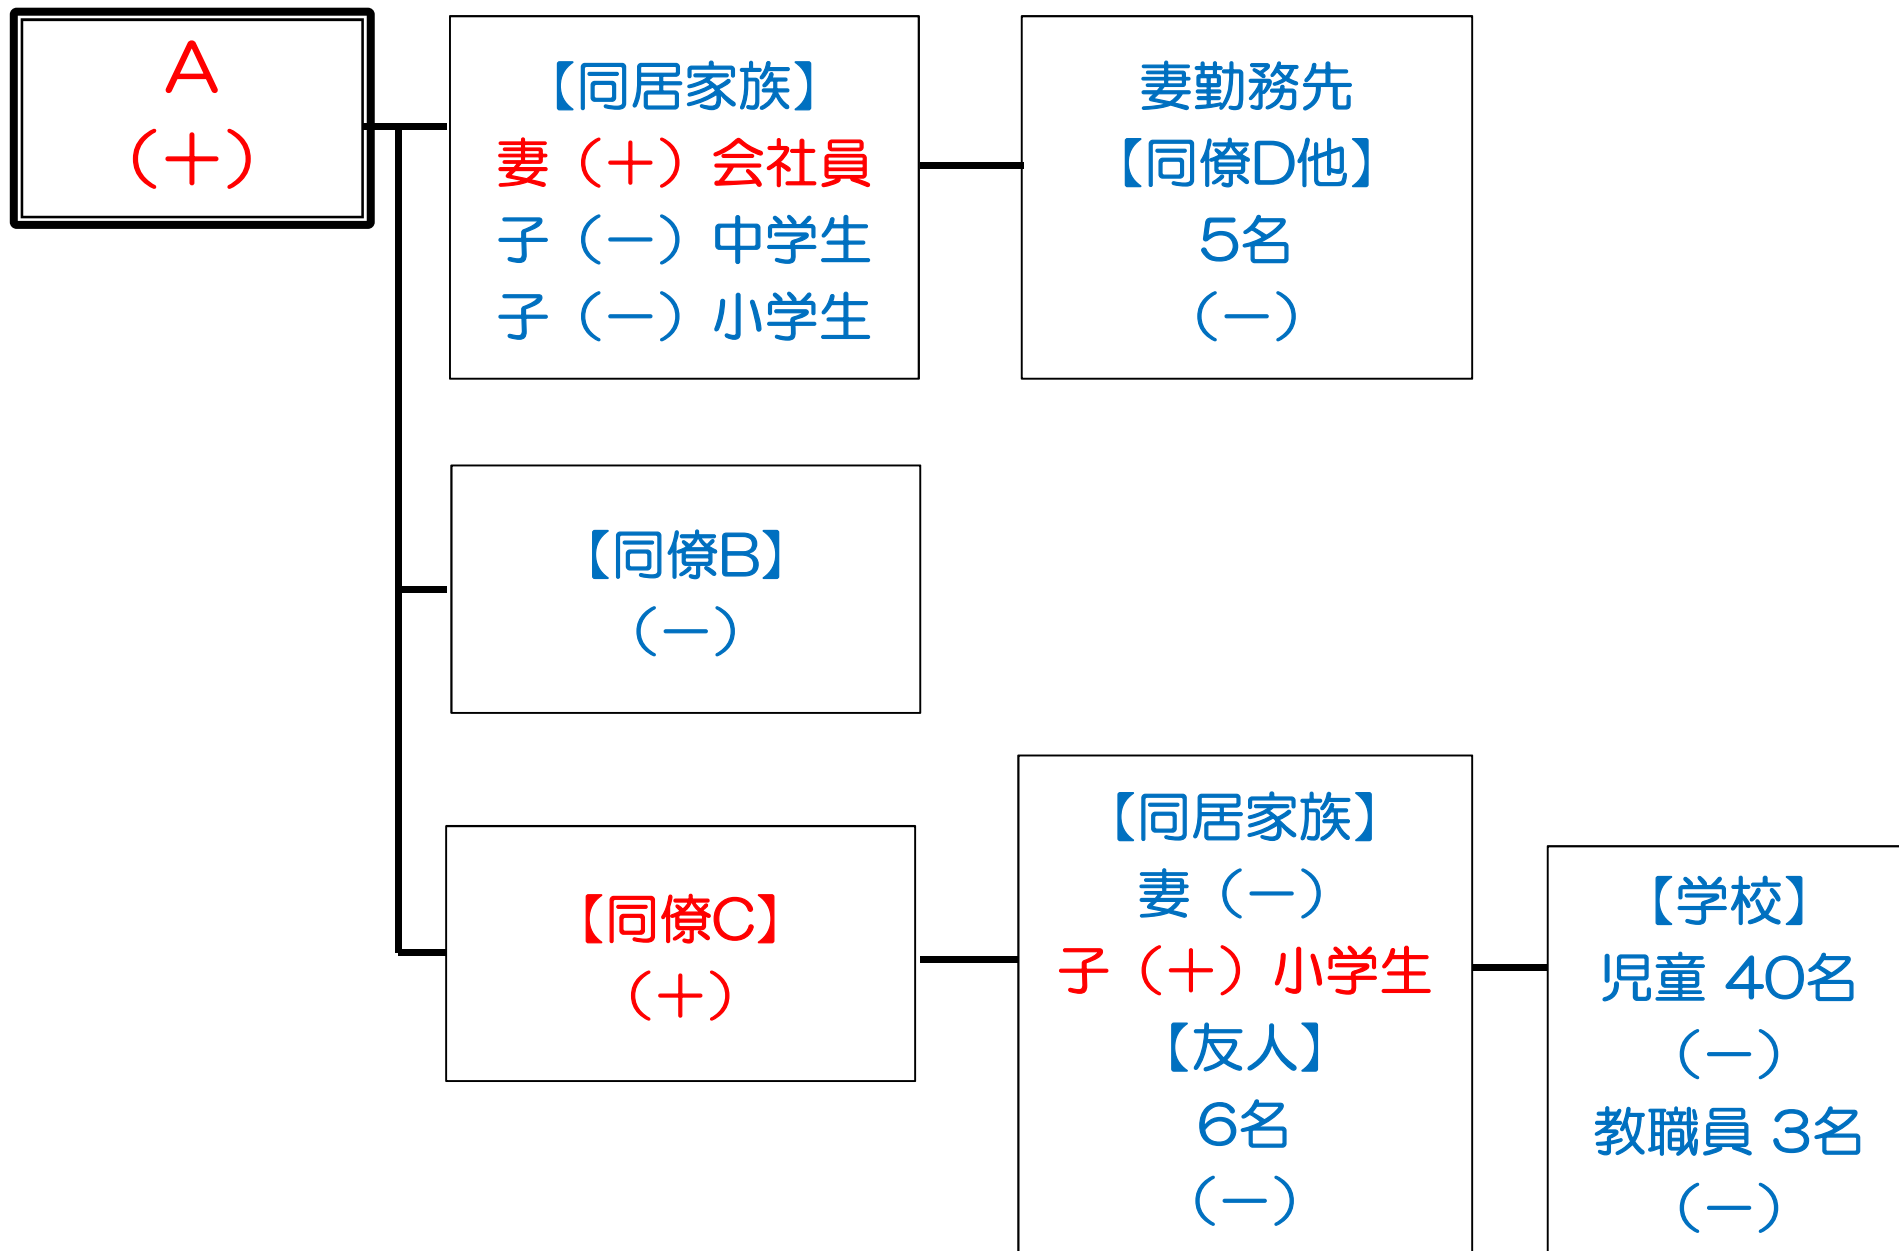 A
(+)
【同居家族】
妻（+）会社員
子（−）中学生
子（−）小学生
妻勤務先
【同僚D他】
5名
（−）
【同僚B】
（−）
【同僚C】
（+）
【同居家族】
妻（−）
子（+）小学生
【友人】
6名
（−）
【学校】
児童 40名
（−）
教職員 3名
（−）